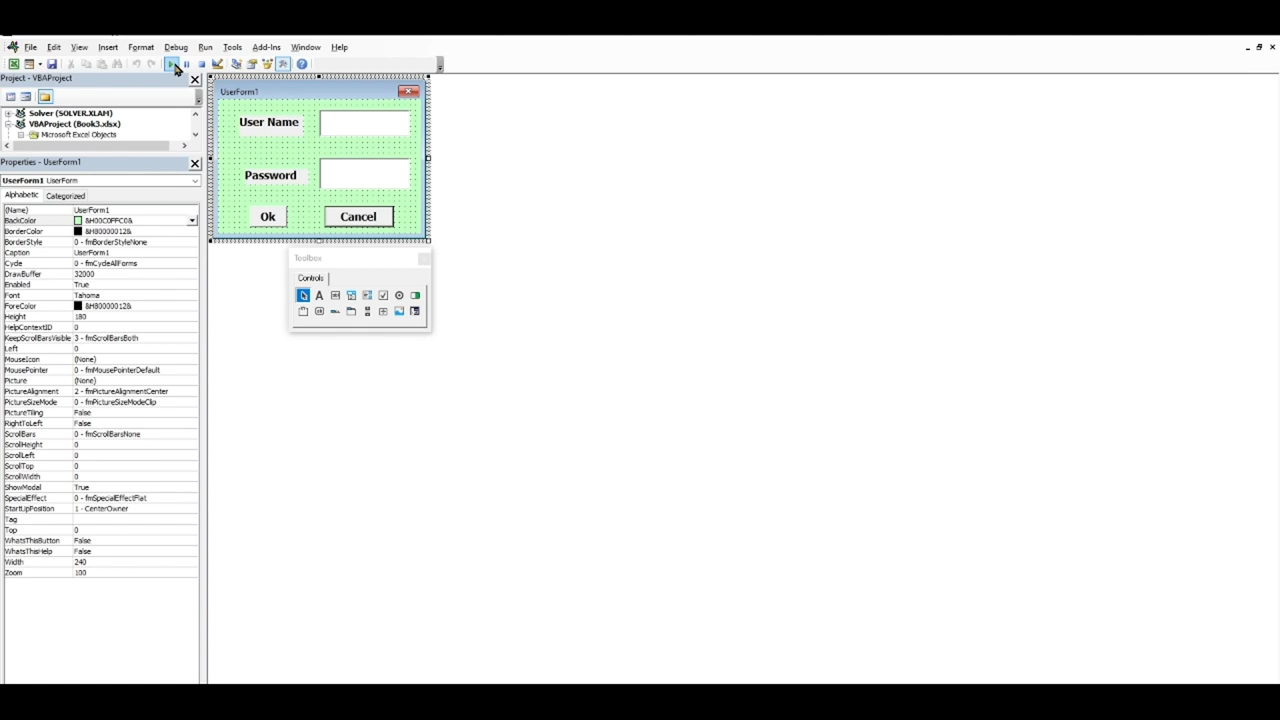 File Edit View Insert Format Debug Run Tools Add-Ins Window Help
Project - VBAProject
Solver (SOLVER.XLAM)
VBAProject (Book3.xlsx)
Microsoft Excel Objects
Properties - UserForm1
UserForm1 UserForm
Alphabetic Categorized
(Name) UserForm1
BackColor &H00C0FFC0&
BorderColor &H80000012&
BorderStyle 0 - fmBorderStyleNone
Caption UserForm1
Cycle 0 - fmCycleAllForms
DrawBuffer 32000
Enabled True
Font Tahoma
ForeColor &H80000012&
Height 180
HelpContextID 0
KeepScrollBarsVisible 3 - fmScrollBarsBoth
Left 0
MouseIcon (None)
MousePointer 0 - fmMousePointerDefault
Picture (None)
PictureAlignment 2 - fmPictureAlignmentCenter
PictureSizeMode 0 - fmPictureSizeModeClip
PictureTiling False
RightToLeft False
ScrollBars 0 - fmScrollBarsNone
ScrollHeight 0
ScrollLeft 0
ScrollTop 0
ScrollWidth 0
ShowModal True
SpecialEffect 0 - fmSpecialEffectFlat
StartUpPosition 1 - CenterOwner
Tag
Top 0
WhatsThisButton False
WhatsThisHelp False
Width 240
Zoom 100
UserForm1
User Name
Password
Ok Cancel
Toolbox
Controls